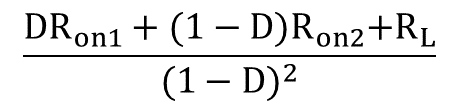 DR_on1 + (1 − D)R_on2+R_L
(1 − D)²